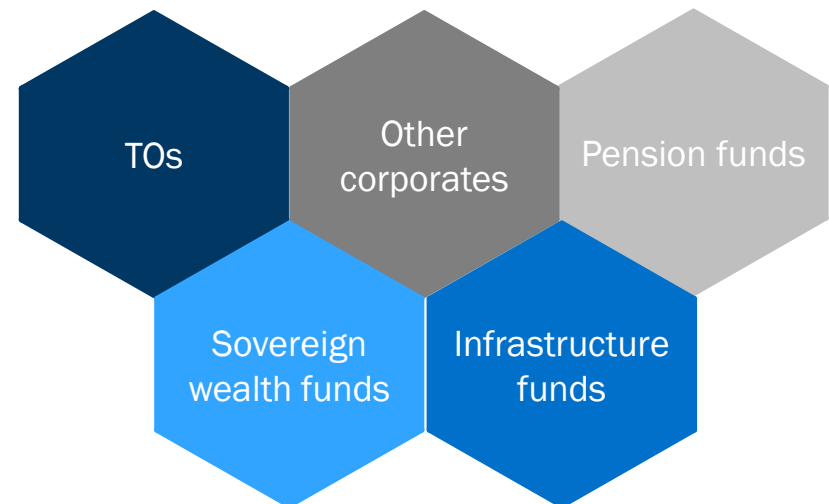 TOs
Other
corporates
Pension funds
Sovereign
wealth funds
Infrastructure
funds